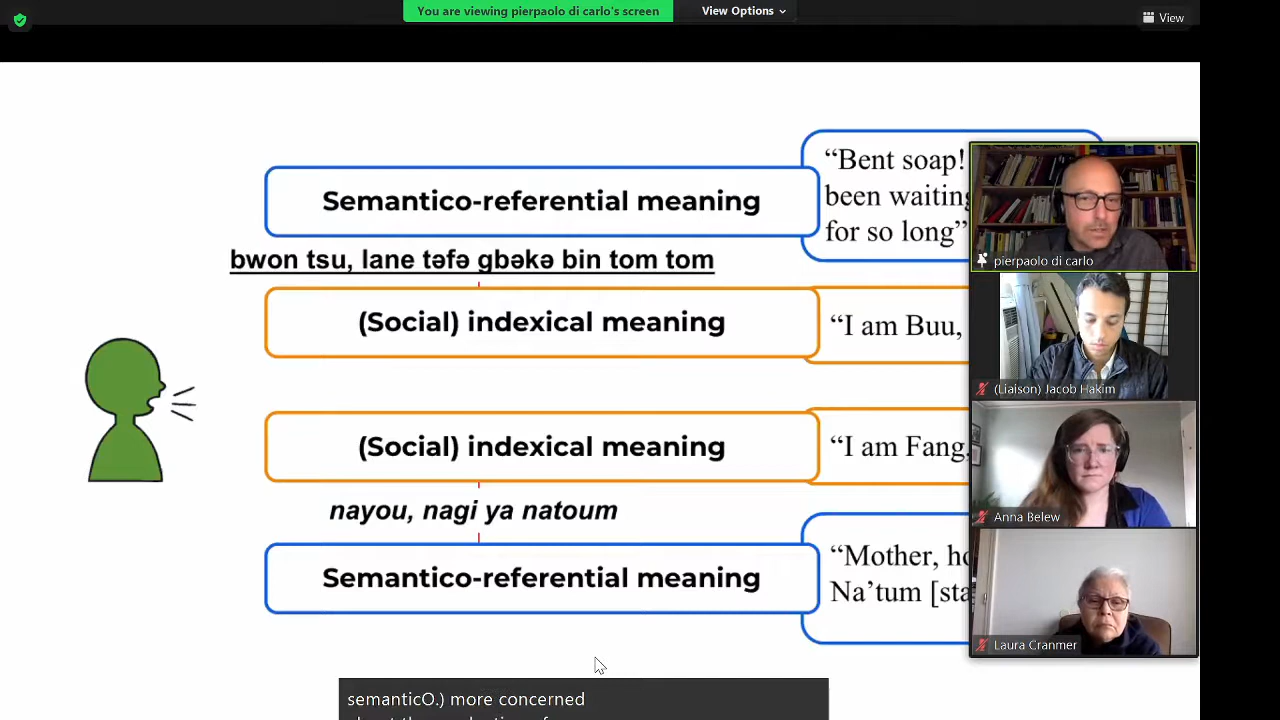 You are viewing pierpaolo di carlo's screen
View Options
View
Semantico-referential meaning
“Bent soap!
been waiting
for so long”
bwon tsu, lane təfə gbəkə bin tom tom
(Social) indexical meaning
“I am Buu,
(Social) indexical meaning
“I am Fang,
nayou, nagi ya natoum
Semantico-referential meaning
“Mother, ho
Na’tum [sta
pierpaolo di carlo
(Liaison) Jacob Hakim
Anna Belew
Laura Cranmer
semanticO.) more concerned